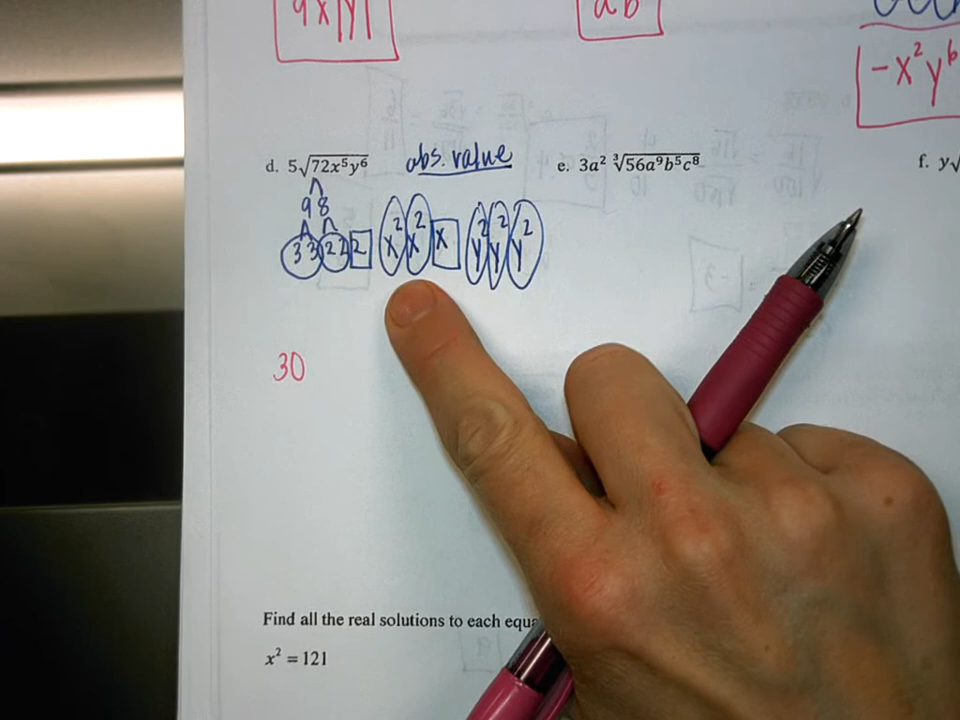 9x|y|
ab
-x²y⁶
d. 5√72x⁵y⁶ abs. value e. 3a² ∛56a⁹b⁵c⁸ f. y√
9 8
3 3 2 2 2 x² x² x y² y² y²
30
Find all the real solutions to each equa
x² = 121